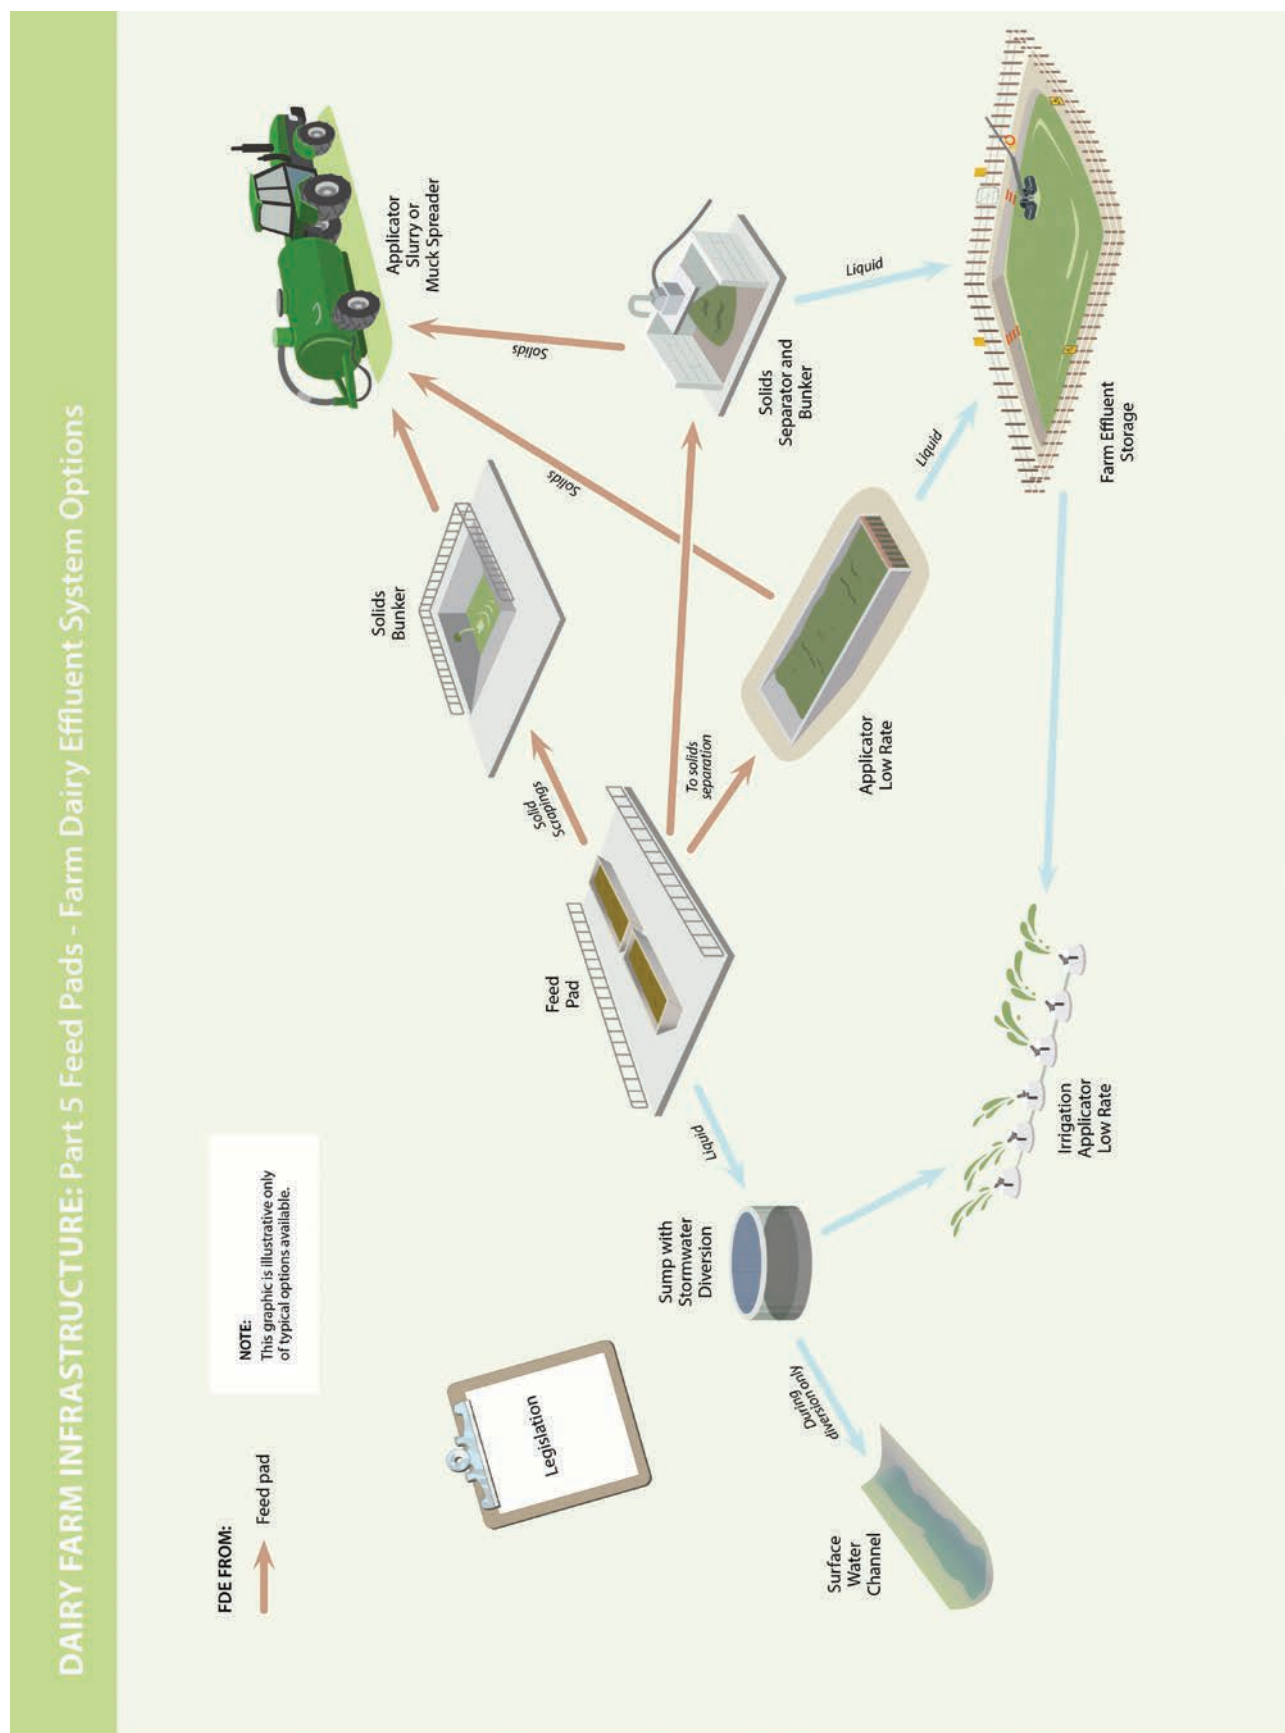 DAIRY FARM INFRASTRUCTURE: Part 5 Feed Pads - Farm Dairy Effluent System Options
FDE FROM:
Feed pad
NOTE:
This graphic is illustrative only
of typical options available.
Legislation
Applicator
Slurry or
Muck Spreader
Solids
Bunker
Solids
Solids
Solid
Scrapings
Feed
Pad
To solids
separation
Solids
Separator and
Bunker
Liquid
Sump with
Stormwater
Diversion
Liquid
Applicator
Low Rate
Liquid
During
diversion only
Surface
Water
Channel
Irrigation
Applicator
Low Rate
Farm Effluent
Storage